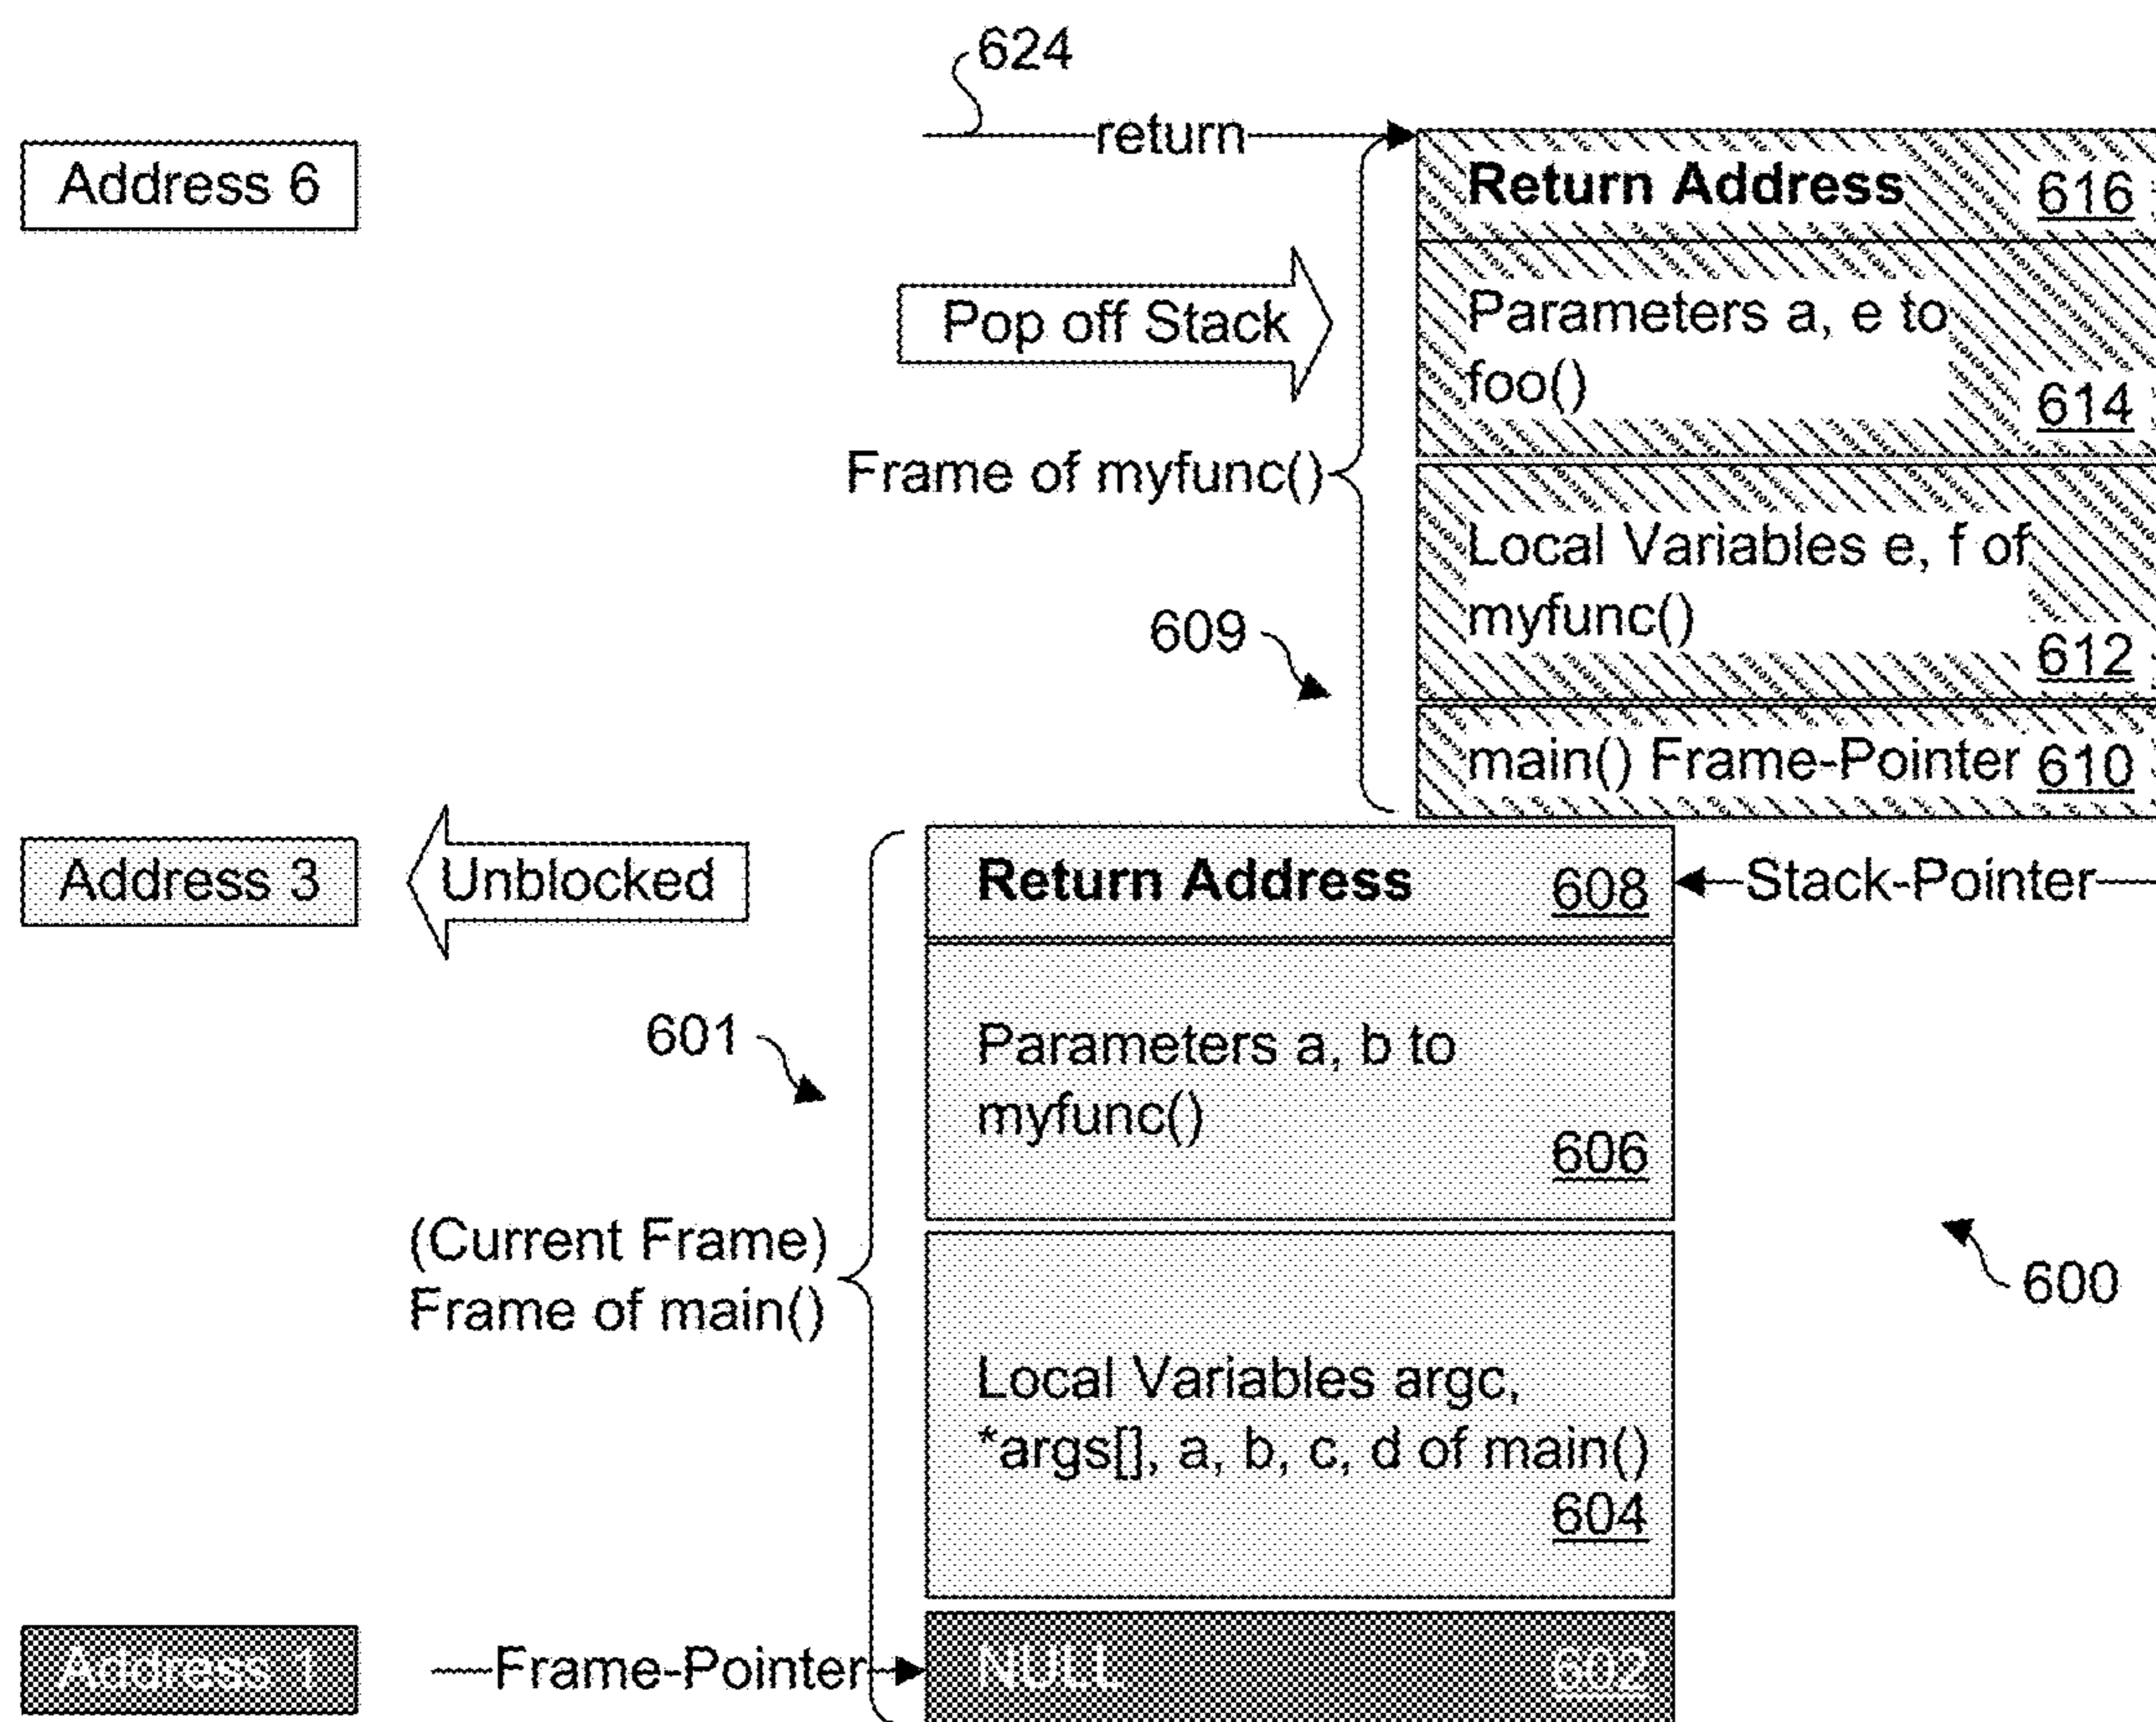 624
return
Address 6
Return Address 616
Pop off Stack
Parameters a, e to
foo()
614
Frame of myfunc()
Local Variables e, f of
myfunc()
612
609
main() Frame-Pointer 610
Address 3
Unblocked
Return Address 608
Stack-Pointer
601
Parameters a, b to
myfunc()
606
(Current Frame)
Frame of main()
600
Local Variables argc,
*args[], a, b, c, d of main()
604
Address 1
Frame-Pointer
NULL 602